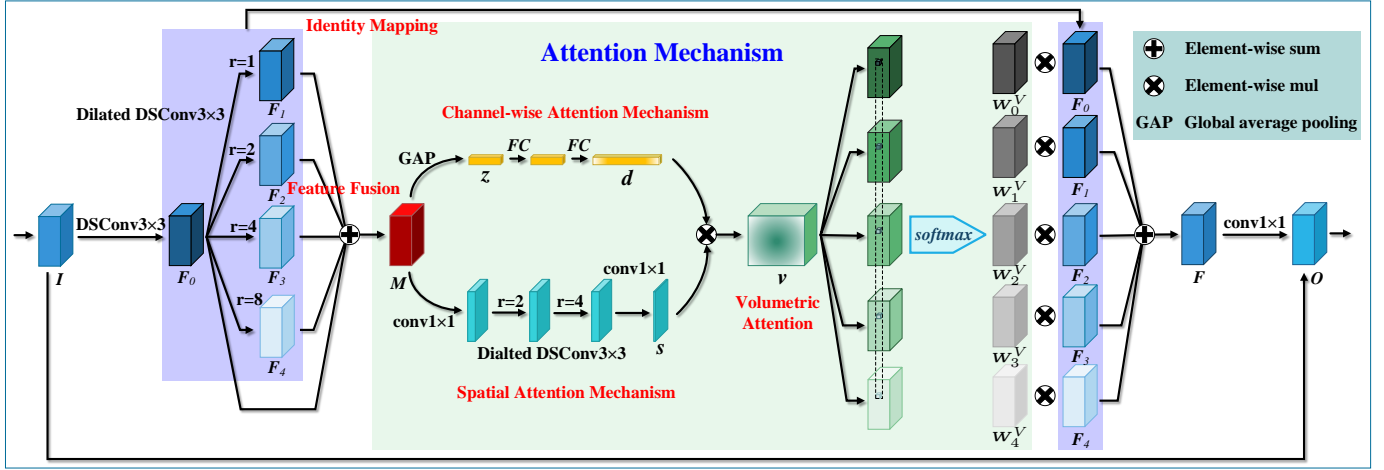 Identity Mapping
Attention Mechanism
Element-wise sum
Element-wise mul
GAP Global average pooling
r=1
F1
Dilated DSConv3×3
r=2
F2
Feature Fusion
r=4
F3
r=8
F4
I
DSConv3×3
F0
M
Channel-wise Attention Mechanism
GAP
z
FC
FC
d
conv1×1
r=2
r=4
conv1×1
s
Dialted DSConv3×3
Spatial Attention Mechanism
v
Volumetric
Attention
softmax
W0V
W1V
W2V
W3V
W4V
F0
F1
F2
F3
F4
F
conv1×1
O